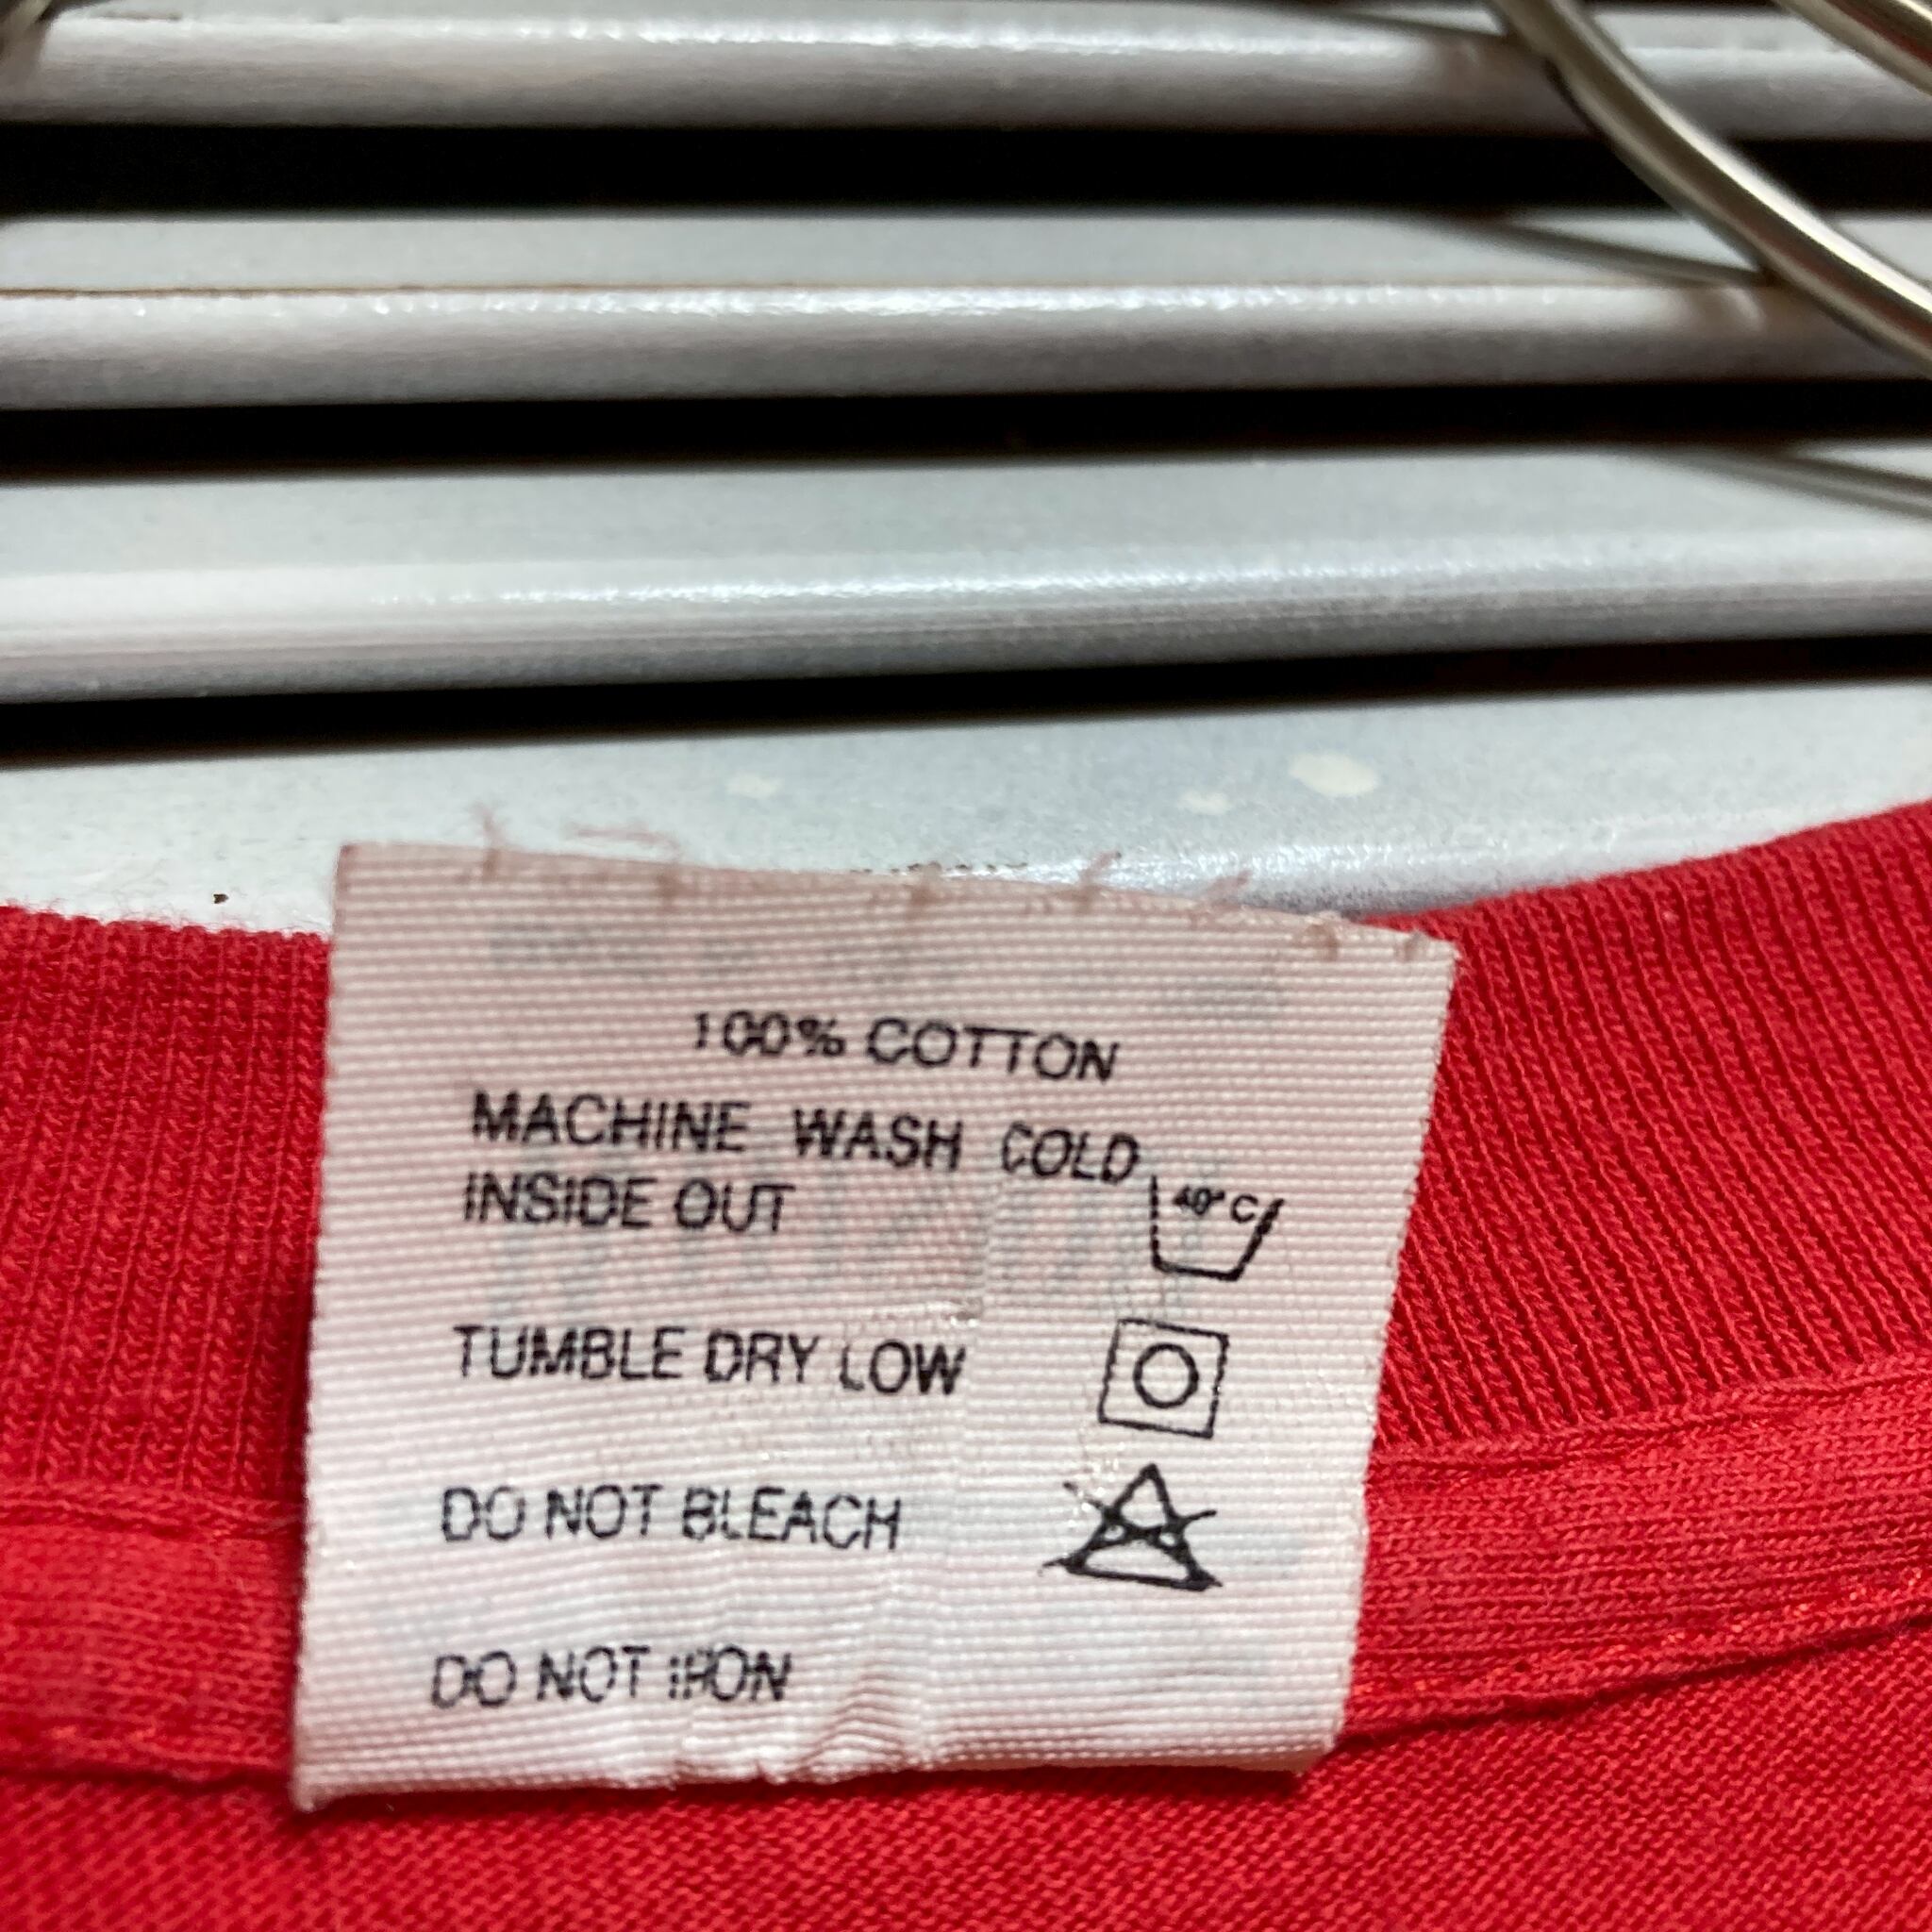 100% COTTON
MACHINE WASH COLD
INSIDE OUT
40° C
TUMBLE DRY LOW
DO NOT BLEACH
DO NOT IRON